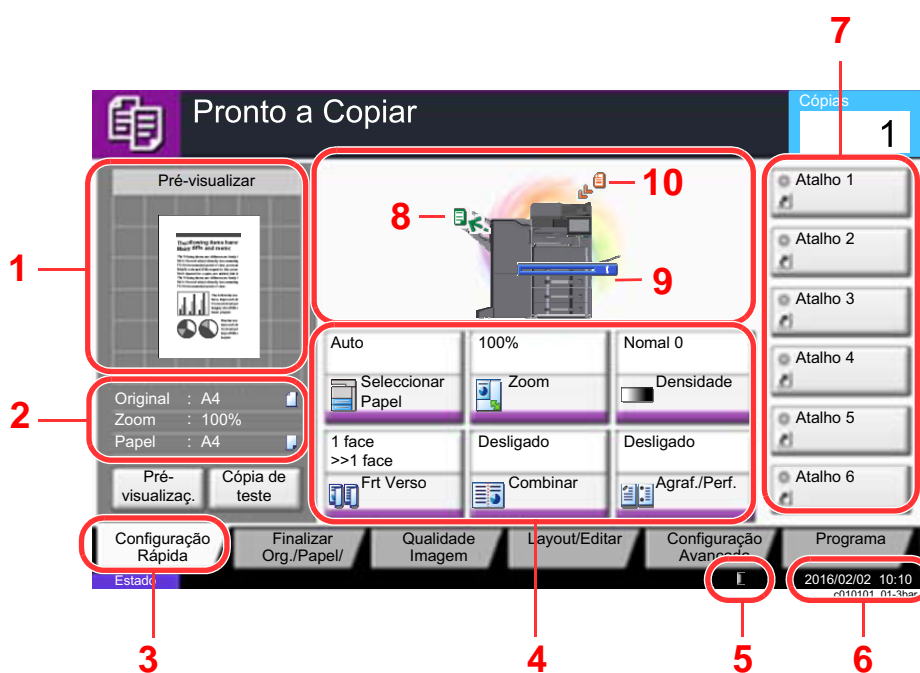 7
Pronto a Copiar
Cópias
1
Pré-visualizar
1
8
10
9
Atalho 1
Atalho 2
Atalho 3
Atalho 4
Atalho 5
Atalho 6
2
Original : A4
Zoom : 100%
Papel : A4
Auto
Seleccionar
Papel
100%
Zoom
Nomal 0
Densidade
1 face
>>1 face
Frt Verso
Desligado
Combinar
Desligado
Agraf./Perf.
Pré-
visualizaç.
Cópia de
teste
Configuração
Rápida
Finalizar
Org./Papel/
Qualidade
Imagem
Layout/Editar
Configuração
Avançada
Programa
Estado
2016/02/02 10:10
c010101_01-3bar
3
4
5
6